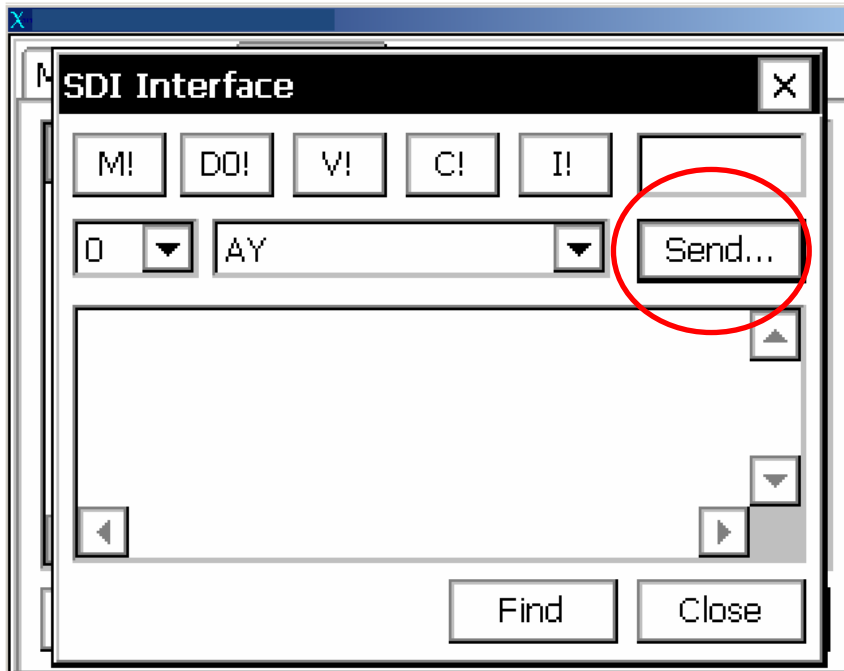 X
M
SDI Interface
M! D0! V! C! I!
0 AY Send...
Find Close